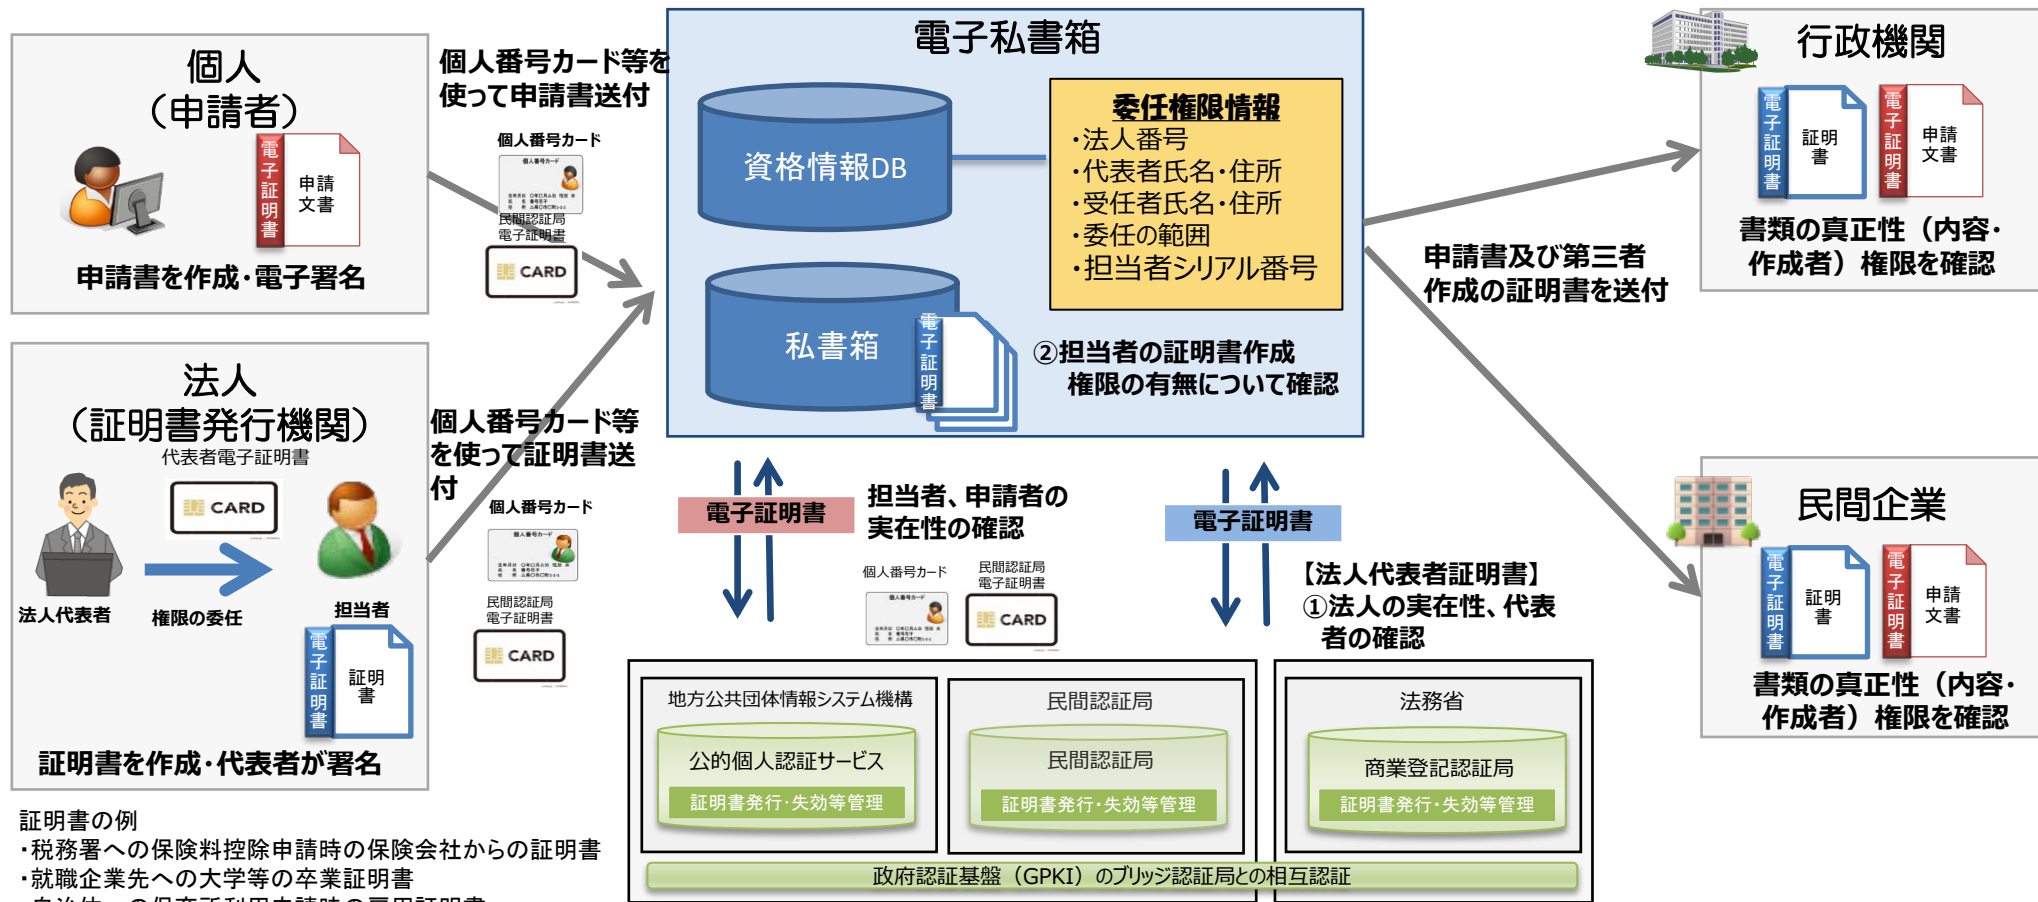 個人
（申請者）
電子証明書
申請
文書
申請書を作成・電子署名
法人
（証明書発行機関）
代表者電子証明書
CARD
法人代表者
権限の委任
担当者
電子証明書
証明
書
証明書を作成・代表者が署名
証明書の例
・税務署への保険料控除申請時の保険会社からの証明書
・就職企業先への大学等の卒業証明書
個人番号カード等を
使って申請書送付
個人番号カード
個人番号カード
民間認証局
電子証明書
CARD
個人番号カード等
を使って証明書送
付
個人番号カード
個人番号カード
民間認証局
電子証明書
CARD
電子私書箱
資格情報DB
私書箱
電子証明書
委任権限情報
・法人番号
・代表者氏名・住所
・受任者氏名・住所
・委任の範囲
・担当者シリアル番号
②担当者の証明書作成
権限の有無について確認
電子証明書
担当者、申請者の
実在性の確認
個人番号カード
個人番号カード
民間認証局
電子証明書
CARD
電子証明書
【法人代表者証明書】
①法人の実在性、代表
者の確認
地方公共団体情報システム機構
公的個人認証サービス
証明書発行・失効等管理
民間認証局
民間認証局
証明書発行・失効等管理
法務省
商業登記認証局
証明書発行・失効等管理
政府認証基盤（GPKI）のブリッジ認証局との相互認証
申請書及び第三者
作成の証明書を送付
行政機関
電子証明書
証明
書
電子証明書
申請
文書
書類の真正性（内容・
作成者）権限を確認
民間企業
電子証明書
証明
書
電子証明書
申請
文書
書類の真正性（内容・
作成者）権限を確認